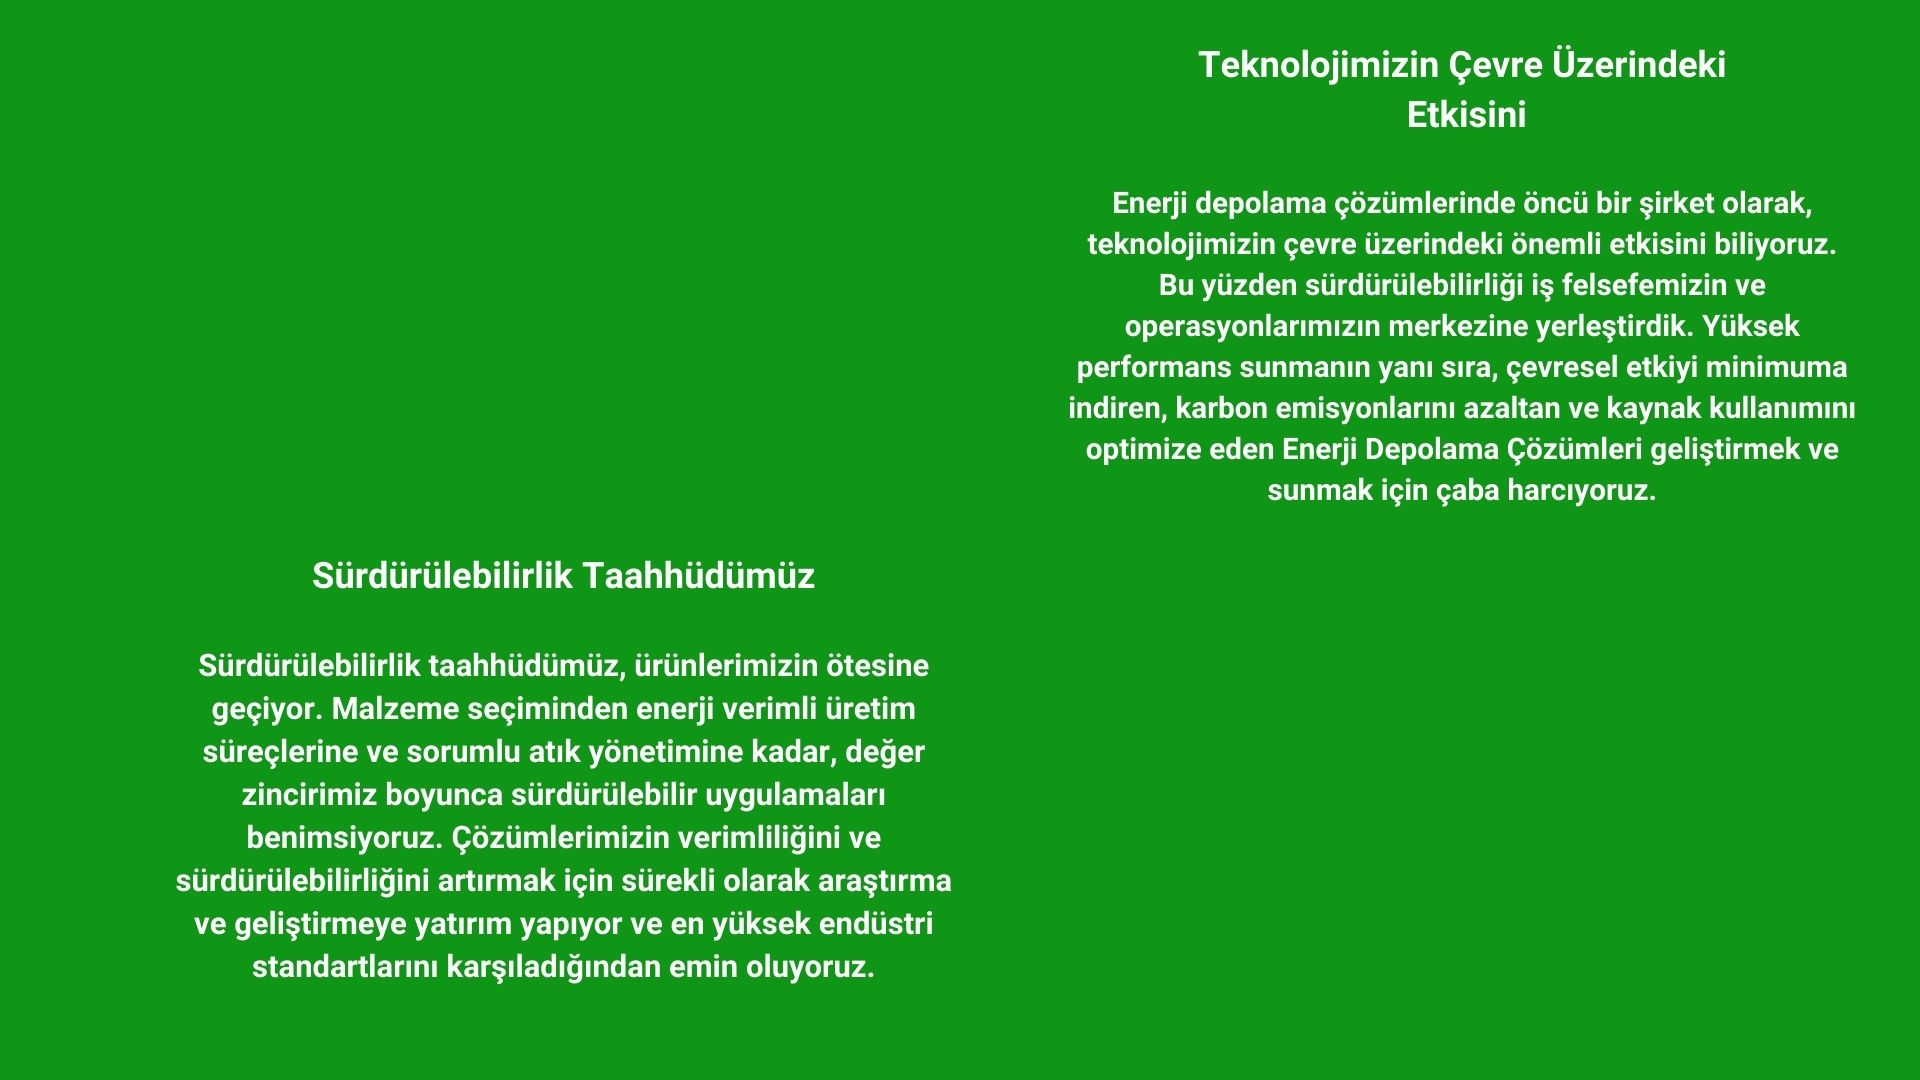 Teknolojimizin Çevre Üzerindeki
Etkisini
Enerji depolama çözümlerinde öncü bir şirket olarak,
teknolojimizin çevre üzerindeki önemli etkisini biliyoruz.
Bu yüzden sürdürülebilirliği iş felsefemizin ve
operasyonlarımızın merkezine yerleştirdik. Yüksek
performans sunmanın yanı sıra, çevresel etkiyi minimuma
indiren, karbon emisyonlarını azaltan ve kaynak kullanımını
optimize eden Enerji Depolama Çözümleri geliştirmek ve
sunmak için çaba harcıyoruz.
Sürdürülebilirlik Taahhüdümüz
Sürdürülebilirlik taahhüdümüz, ürünlerimizin ötesine
geçiyor. Malzeme seçiminden enerji verimli üretim
süreçlerine ve sorumlu atık yönetimine kadar, değer
zincirimiz boyunca sürdürülebilir uygulamaları
benimsiyoruz. Çözümlerimizin verimliliğini ve
sürdürülebilirliğini artırmak için sürekli olarak araştırma
ve geliştirmeye yatırım yapıyor ve en yüksek endüstri
standartlarını karşıladığından emin oluyoruz.